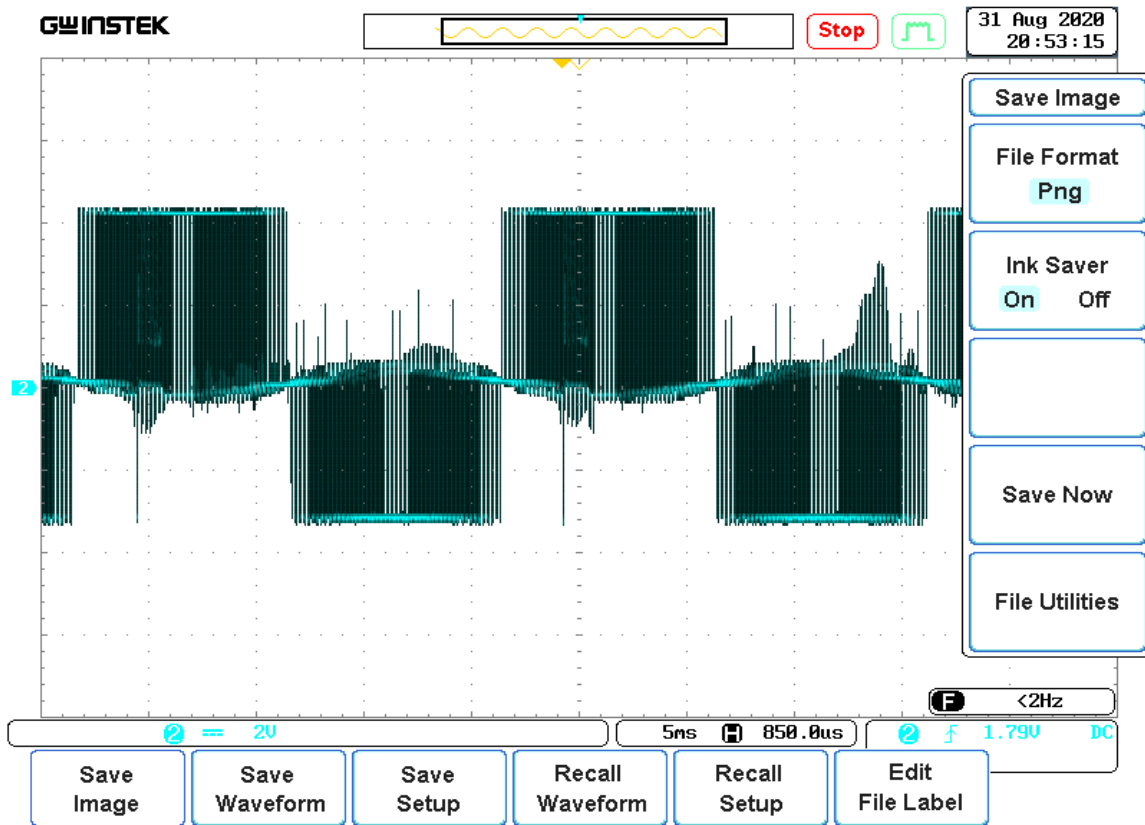 GWINSTEK
Stop
31 Aug 2020
20:53:15
Save Image
File Format
Png
Ink Saver
On Off
2
Save Now
File Utilities
F <2Hz
2 2V
5ms H 850.0us
2 1.79V DC
Save
Image
Save
Waveform
Save
Setup
Recall
Waveform
Recall
Setup
Edit
File Label